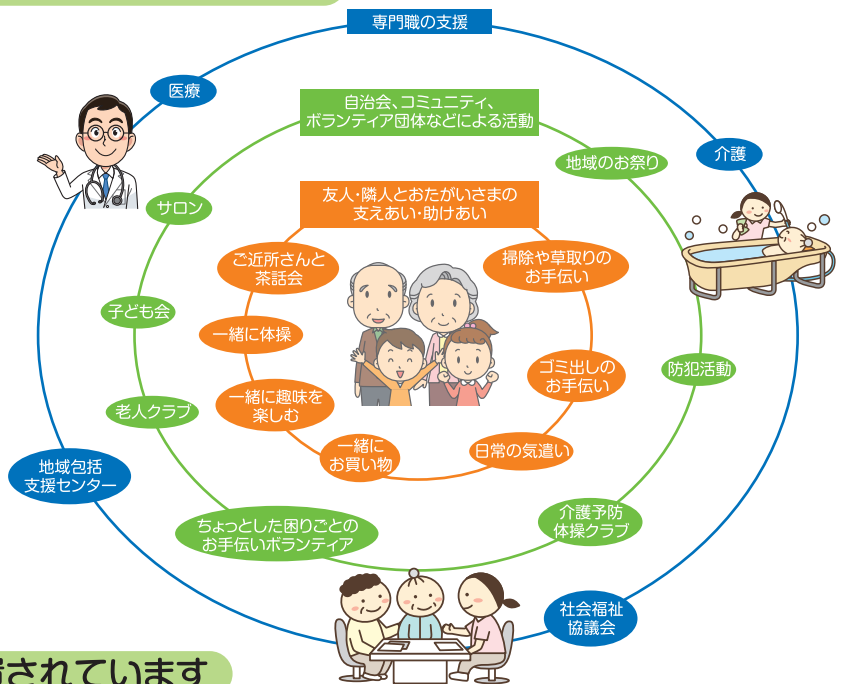 専門職の支援
医療
自治会、コミュニティ、
ボランティア団体などによる活動
地域のお祭り
介護
友人・隣人とおたがいさまの
支えあい・助けあい
サロン
ご近所さんと
茶話会
掃除や草取りの
お手伝い
子ども会
一緒に体操
ゴミ出しの
お手伝い
防犯活動
一緒に趣味を
楽しむ
老人クラブ
一緒に
お買い物
日常の気遣い
地域包括
支援センター
ちょっとした困りごとの
お手伝いボランティア
介護予防
体操クラブ
社会福祉
協議会
されています